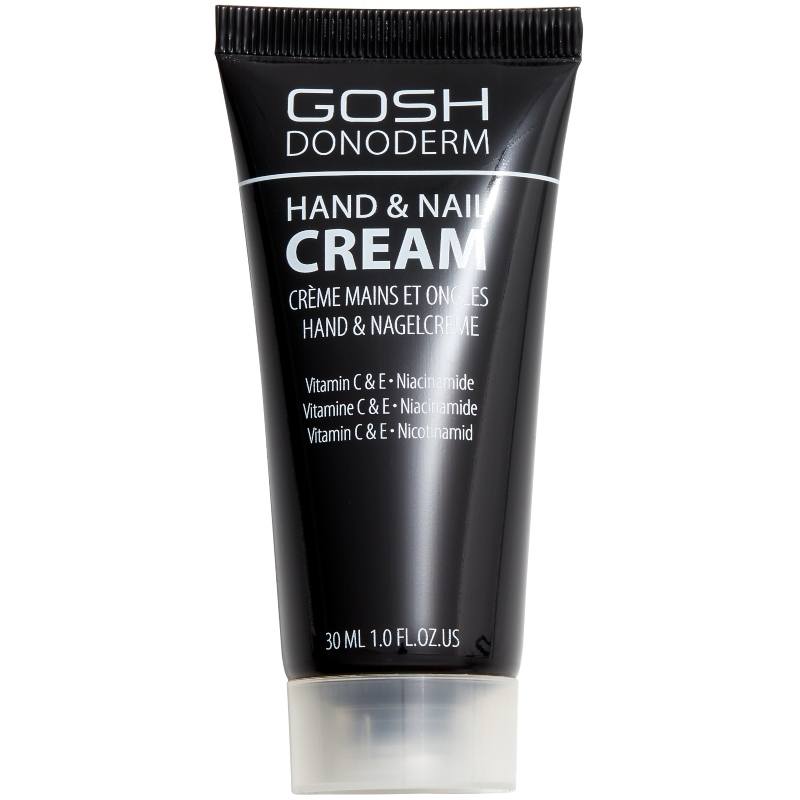 GOSH
DONODERM
HAND & NAIL
CREAM
CRÈME MAINS ET ONGLES
HAND & NAGELCREME
Vitamin C & E • Niacinamide
Vitamine C & E • Niacinamide
Vitamin C & E • Nicotinamid
30 ML 1.0 FL.OZ.US